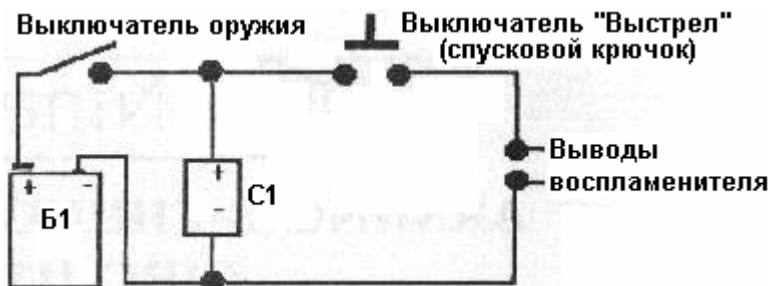 Выключатель оружия
Выключатель "Выстрел"
(спусковой крючок)
+ -
Б1
+
-
С1
Выводы
воспламенителя